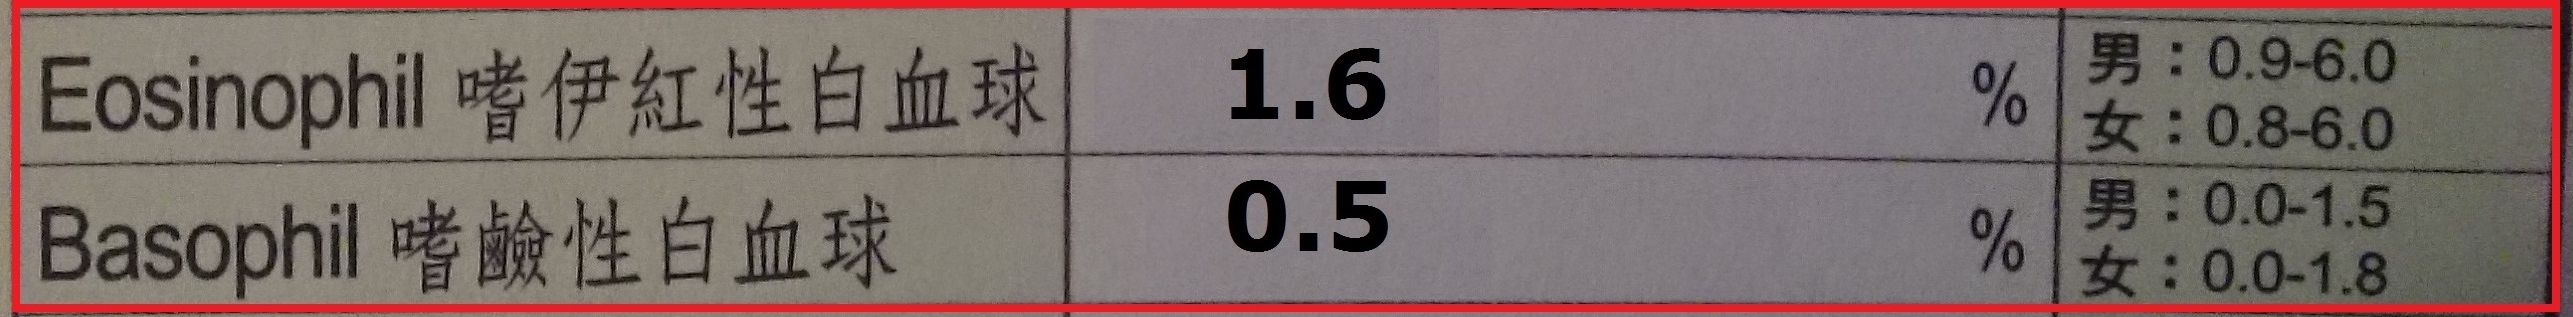 Eosinophil 嗜伊紅性白血球 1.6 % 男：0.9-6.0
女：0.8-6.0
Basophil 嗜鹼性白血球 0.5 % 男：0.0-1.5
女：0.0-1.8